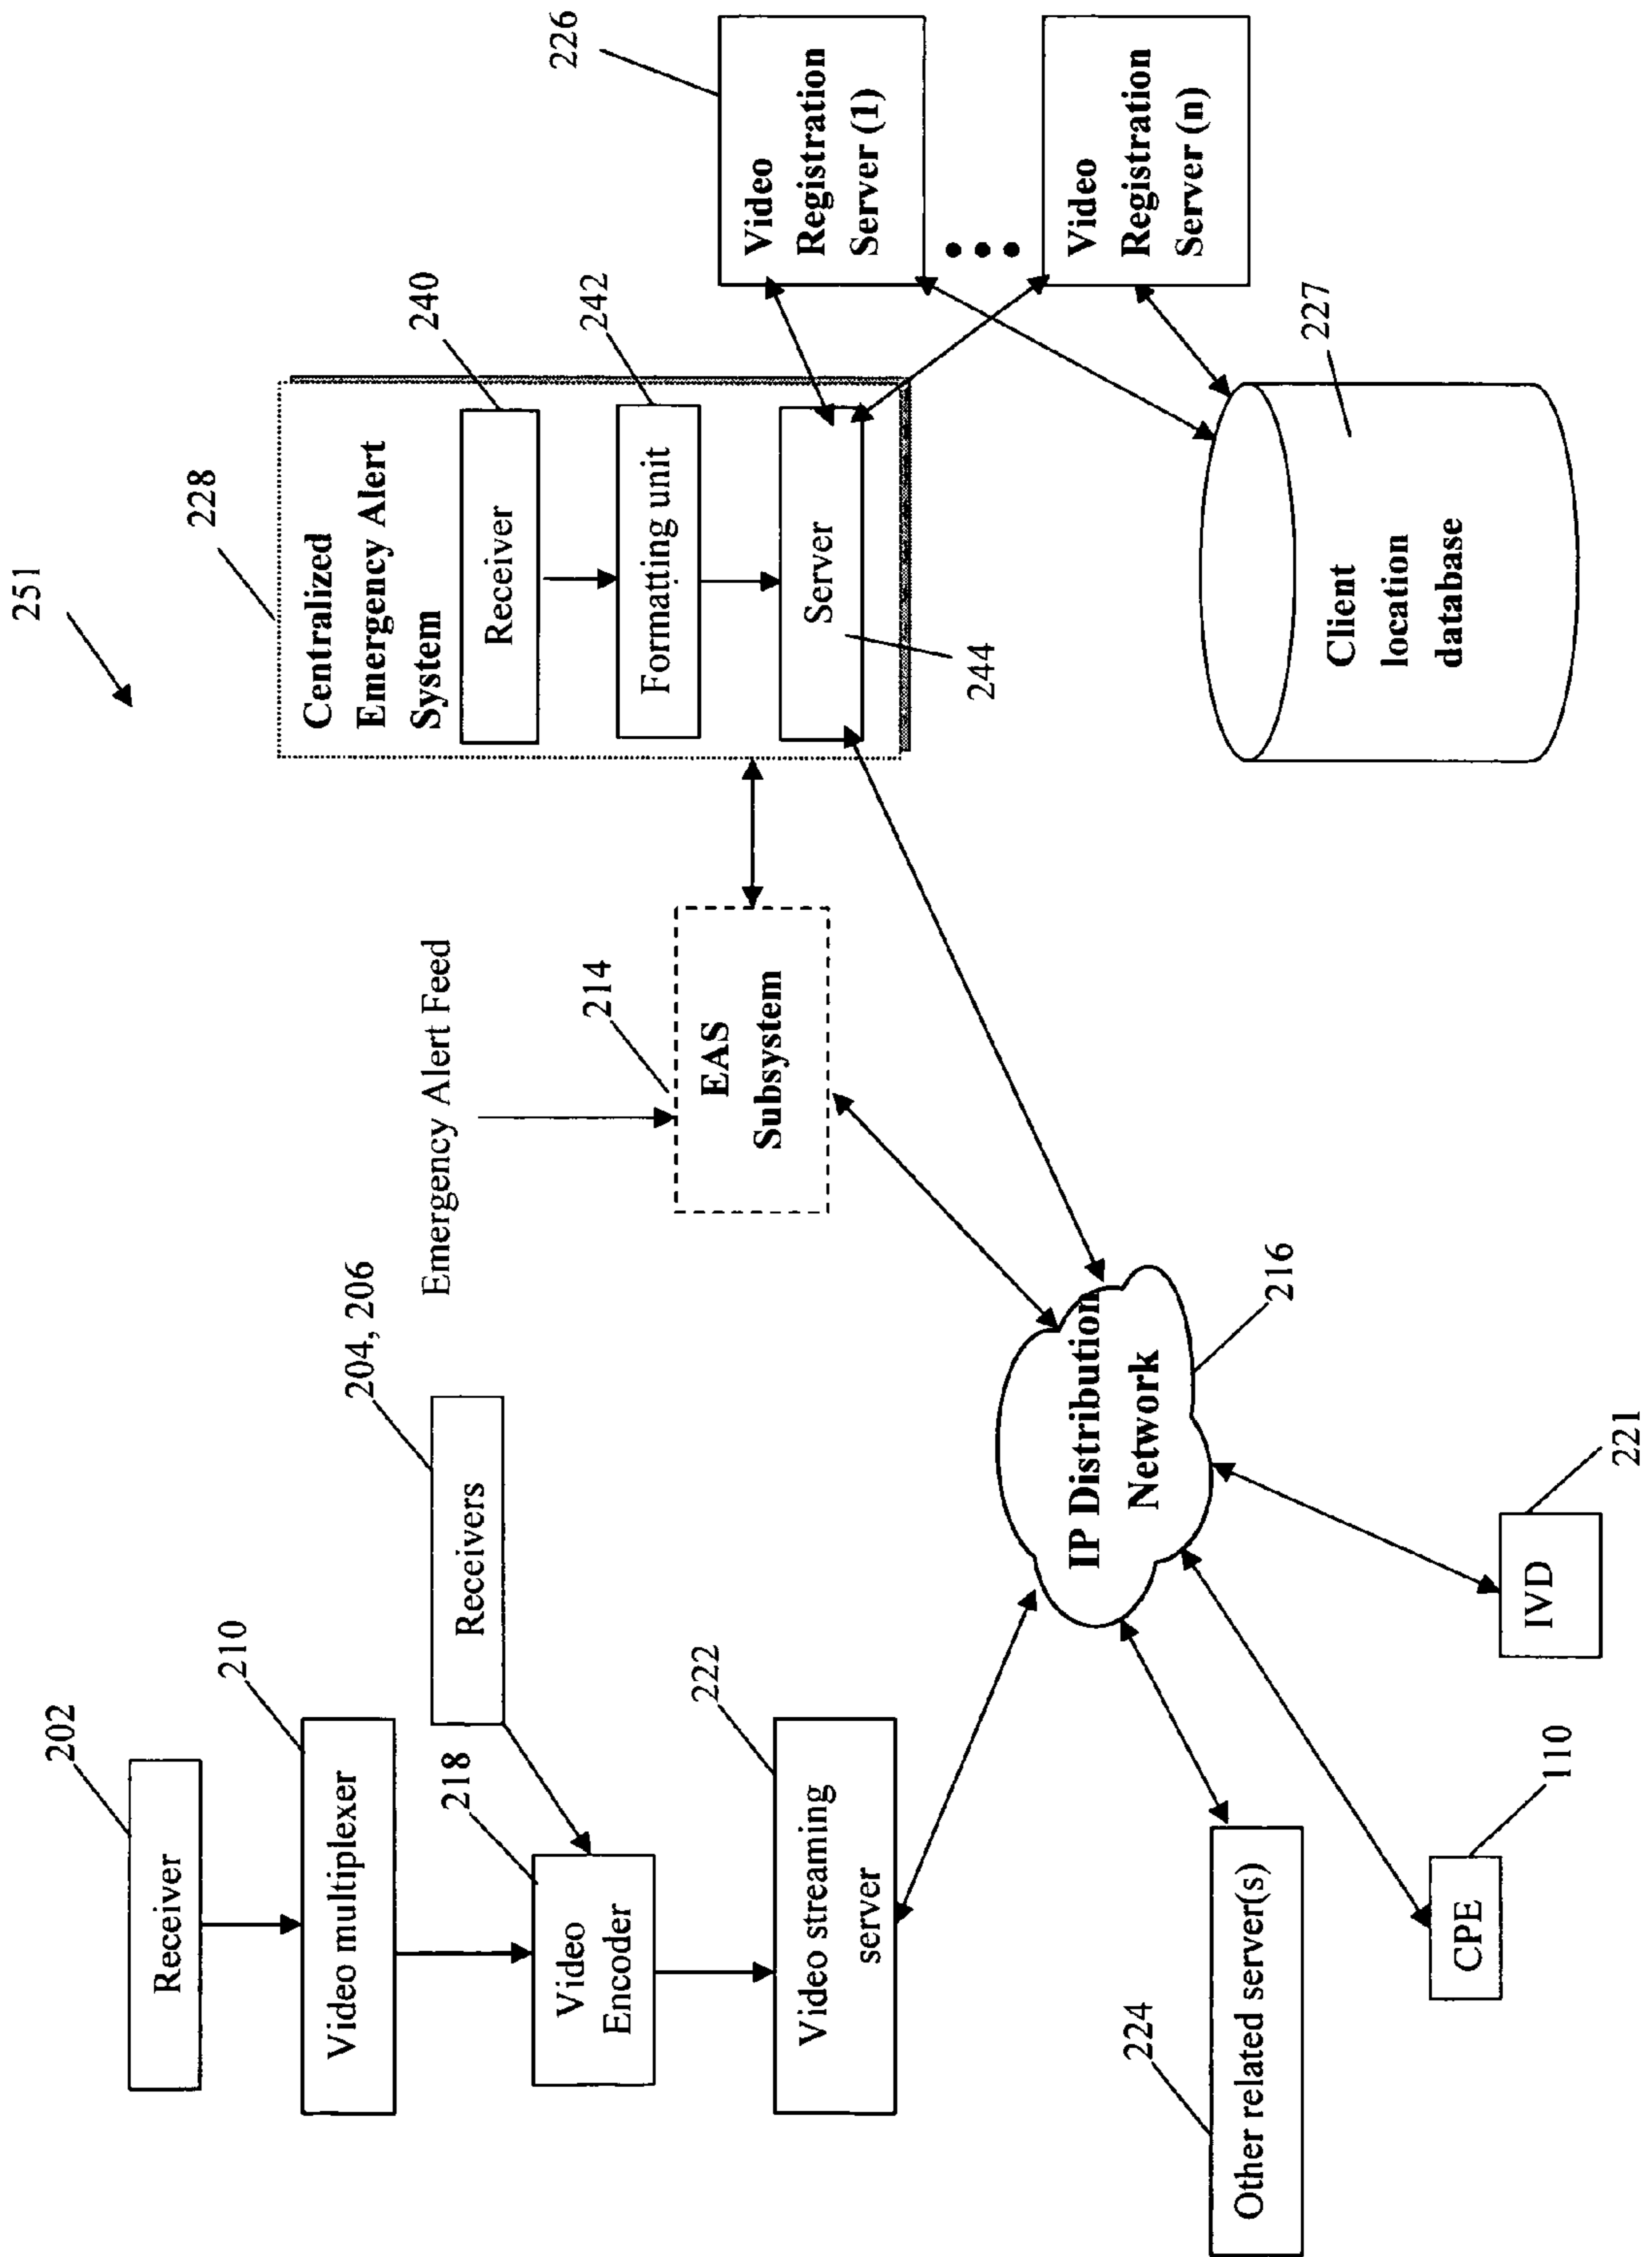 251
202
Receiver
210
Video multiplexer
204, 206
Receivers
218
Video
Encoder
222
Video streaming
server
224
Other related server(s)
CPE
110
IVD
221
IP Distribution
Network
216
Emergency Alert Feed
214
EAS
Subsystem
228
Centralized
Emergency Alert
System
240
Receiver
242
Formatting unit
Server
244
226
Video
Registration
Server (1)
Video
Registration
Server (n)
227
Client
location
database